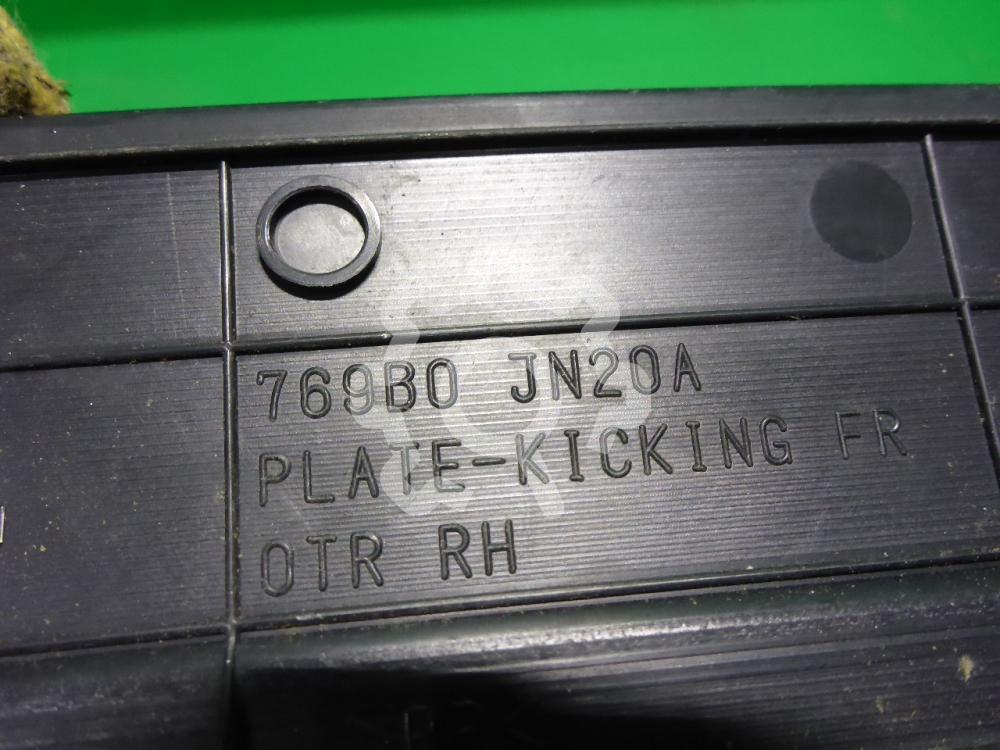 769B0 JN20A
PLATE-KICKING FR
OTR RH